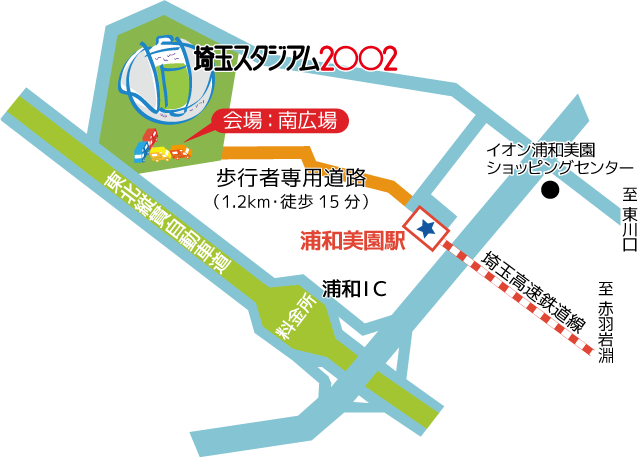 埼玉スタジアム2002
会場：南広場
イオン浦和美園
ショッピングセンター
歩行者専用道路
（1.2km・徒歩15分）
至 東川口
浦和美園駅
東北縦貫自動車道
埼玉高速鉄道線
浦和IC
至 赤羽岩淵
料金所